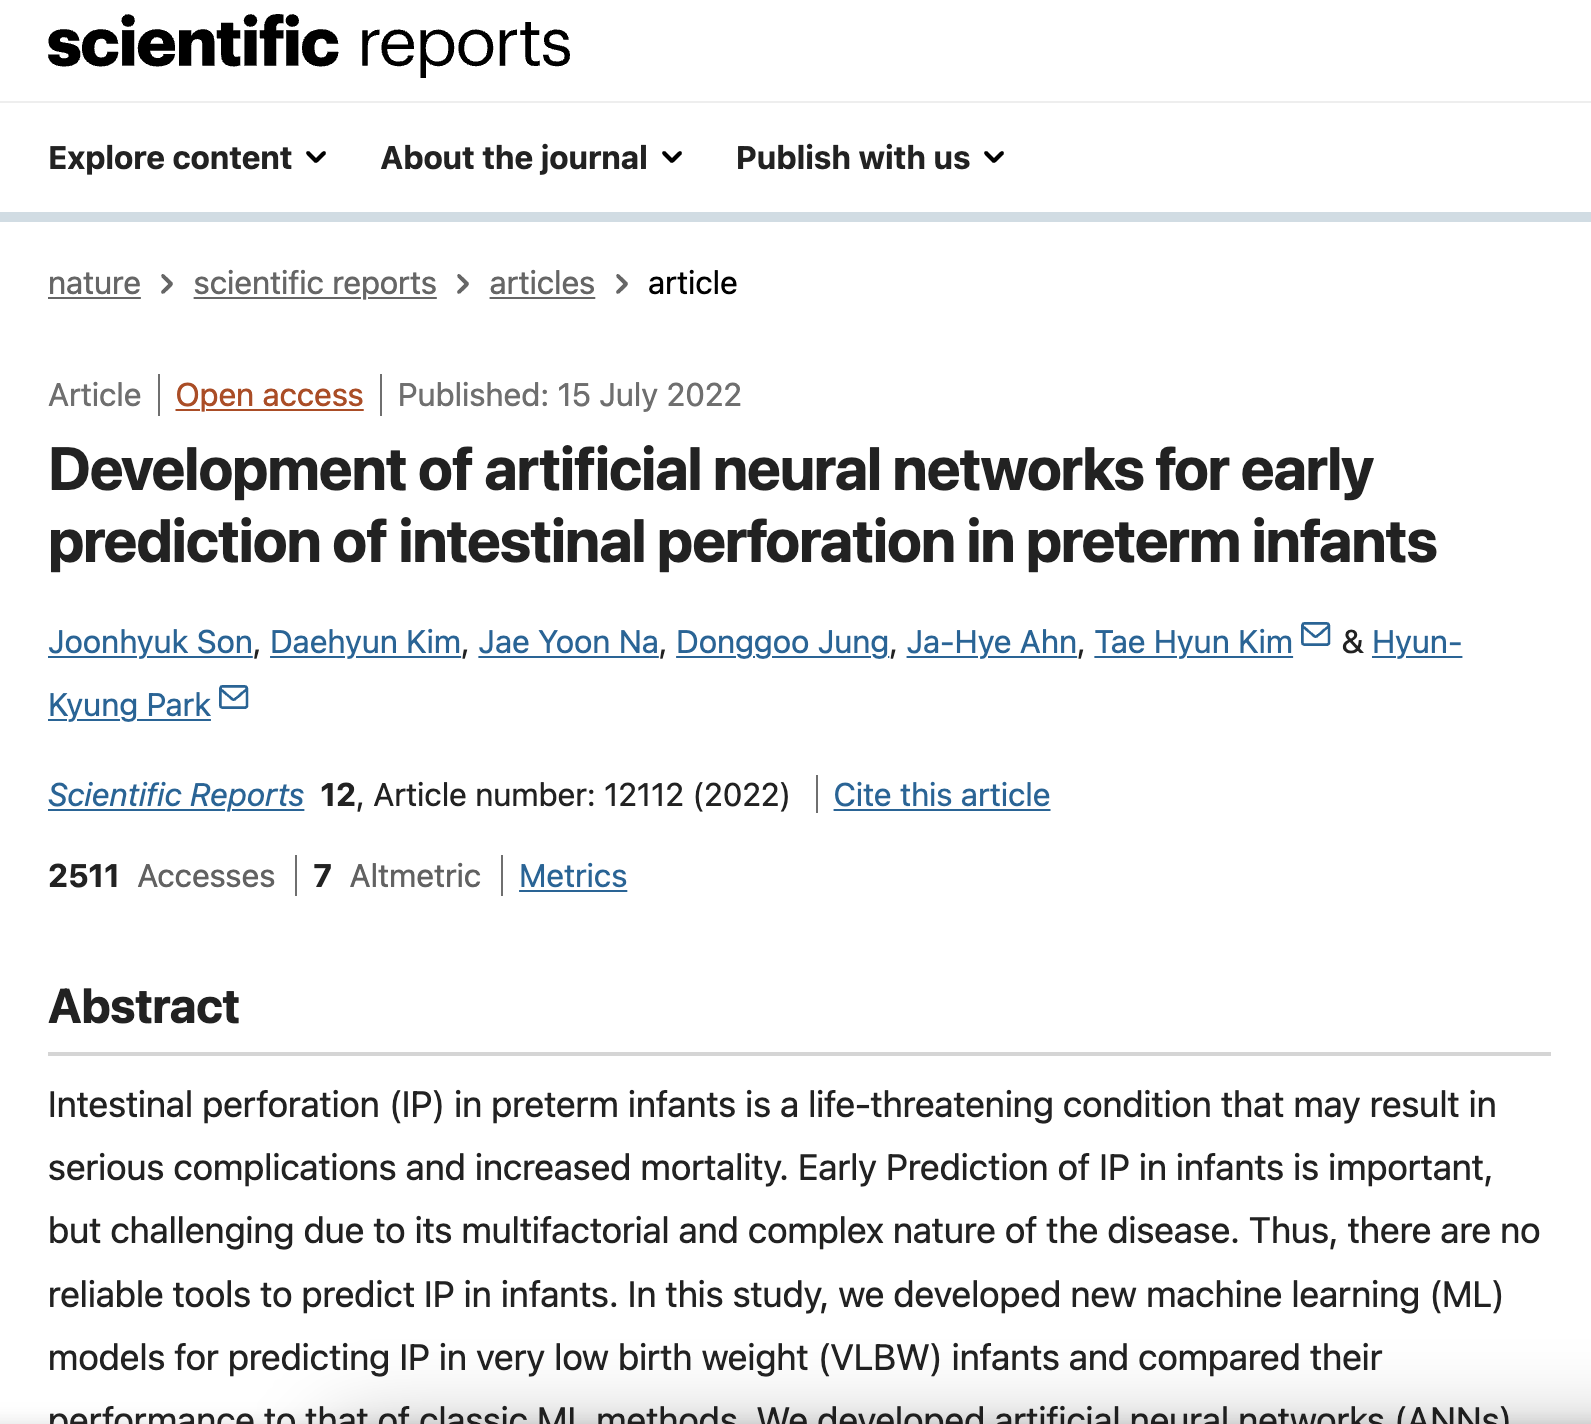 scientific reports
Explore content About the journal Publish with us
nature > scientific reports > articles > article
Article | Open access | Published: 15 July 2022
Development of artificial neural networks for early
prediction of intestinal perforation in preterm infants
Joonhyuk Son, Daehyun Kim, Jae Yoon Na, Donggoo Jung, Ja-Hye Ahn, Tae Hyun Kim & Hyun-
Kyung Park
Scientific Reports 12, Article number: 12112 (2022) | Cite this article
2511 Accesses | 7 Altmetric | Metrics
Abstract
Intestinal perforation (IP) in preterm infants is a life-threatening condition that may result in
serious complications and increased mortality. Early Prediction of IP in infants is important,
but challenging due to its multifactorial and complex nature of the disease. Thus, there are no
reliable tools to predict IP in infants. In this study, we developed new machine learning (ML)
models for predicting IP in very low birth weight (VLBW) infants and compared their
performance to that of classic ML methods. We developed artificial neural networks (ANNs)